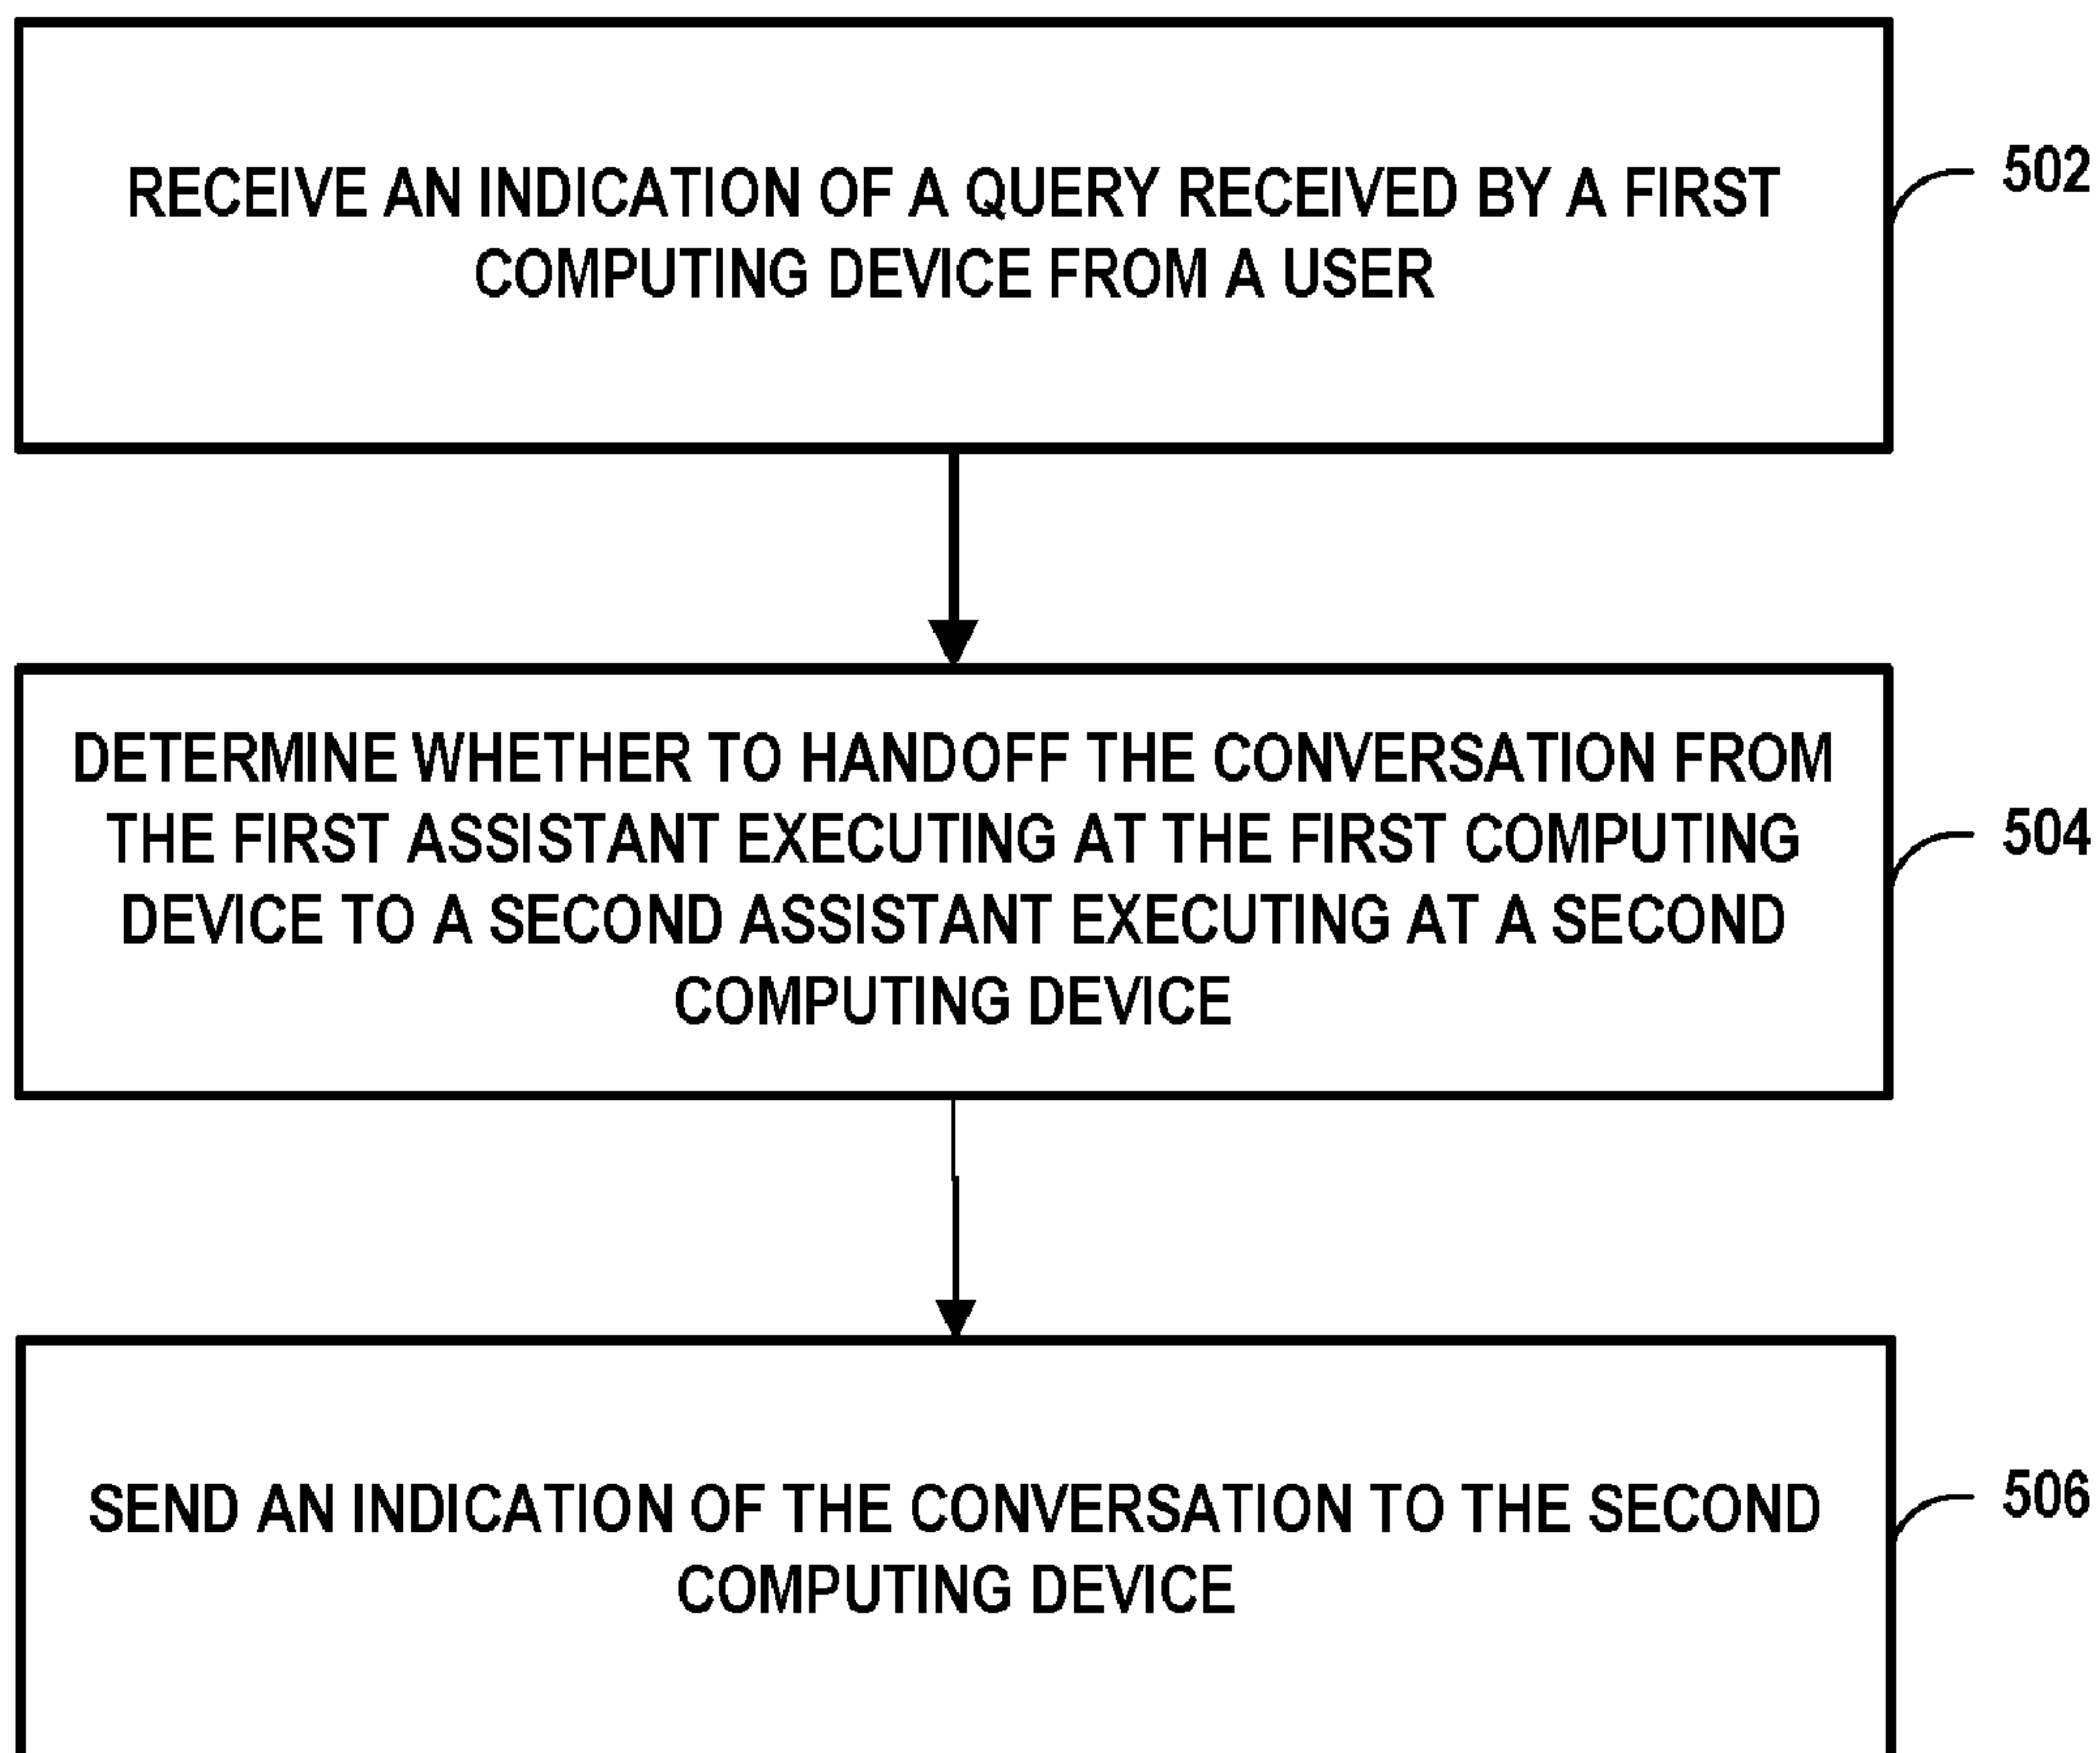 RECEIVE AN INDICATION OF A QUERY RECEIVED BY A FIRST
COMPUTING DEVICE FROM A USER
502
DETERMINE WHETHER TO HANDOFF THE CONVERSATION FROM
THE FIRST ASSISTANT EXECUTING AT THE FIRST COMPUTING
DEVICE TO A SECOND ASSISTANT EXECUTING AT A SECOND
COMPUTING DEVICE
504
SEND AN INDICATION OF THE CONVERSATION TO THE SECOND
COMPUTING DEVICE
506